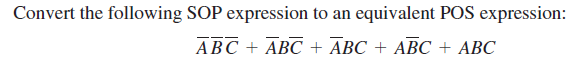 Convert the following SOP expression to an equivalent POS expression:
A̅B̅C̅ + A̅BC̅ + A̅BC + AB̅C + ABC